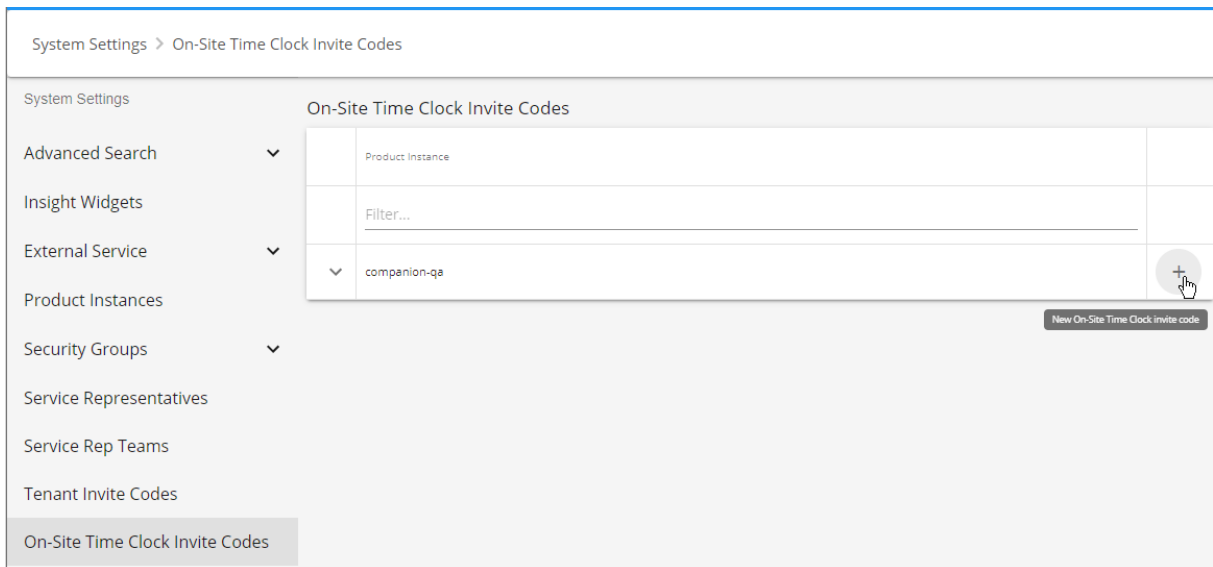 System Settings > On-Site Time Clock Invite Codes
System Settings
Advanced Search
Insight Widgets
External Service
Product Instances
Security Groups
Service Representatives
Service Rep Teams
Tenant Invite Codes
On-Site Time Clock Invite Codes
On-Site Time Clock Invite Codes
Product Instance
Filter...
companion-qa
New On-Site Time Clock invite code